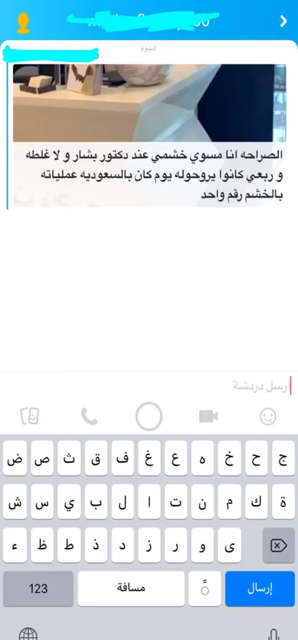 اليوم
الصراحه انا مسوي خشمي عند دكتور بشار و لا غلطه
و ربعي كانوا يروحوله يوم كان بالسعوديه عملياته
بالخشم رقم واحد
رسل دردشة
ض ص ث ق ف غ ع ه خ ح ج
ش س ي ب ل ا ت ن م ك ة
ء ظ ط ذ د ز ر و ى
123 مسافة إرسال